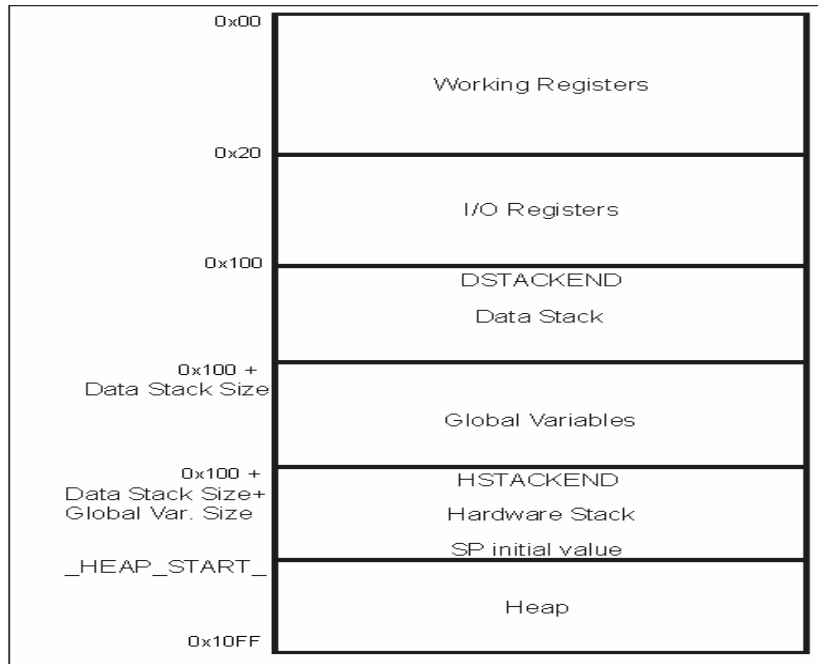 0x00
Working Registers
0x20
I/O Registers
0x100
DSTACKEND
Data Stack
0x100 +
Data Stack Size
Global Variables
0x100 +
Data Stack Size+
Global Var. Size
HSTACKEND
Hardware Stack
SP initial value
_HEAP_START_
Heap
0x10FF